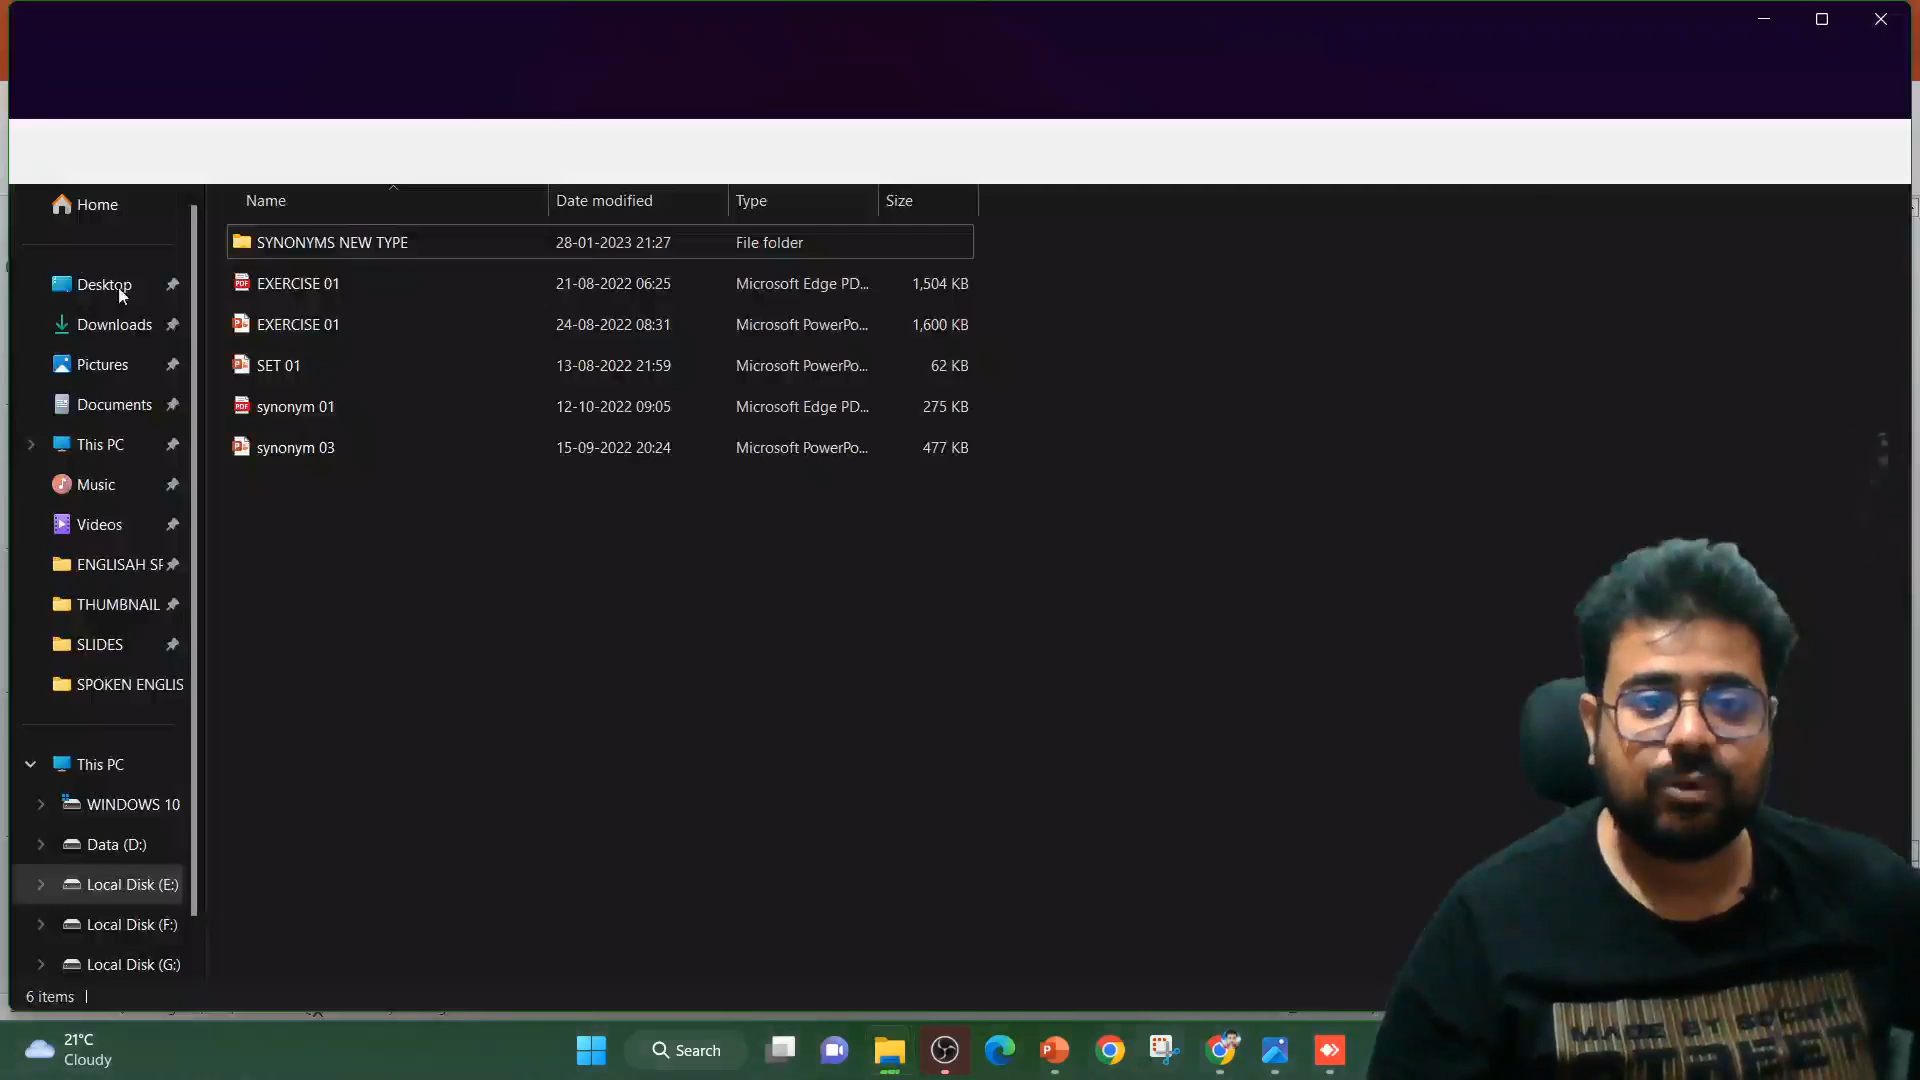 Home
Name Date modified Type Size
SYNONYMS NEW TYPE 28-01-2023 21:27 File folder
EXERCISE 01 21-08-2022 06:25 Microsoft Edge PD... 1,504 KB
EXERCISE 01 24-08-2022 08:31 Microsoft PowerPo... 1,600 KB
SET 01 13-08-2022 21:59 Microsoft PowerPo... 62 KB
synonym 01 12-10-2022 09:05 Microsoft Edge PD... 275 KB
synonym 03 15-09-2022 20:24 Microsoft PowerPo... 477 KB
Desktop
Downloads
Pictures
Documents
This PC
Music
Videos
ENGLISAH SF
THUMBNAIL
SLIDES
SPOKEN ENGLIS
This PC
WINDOWS 10
Data (D:)
Local Disk (E:)
Local Disk (F:)
Local Disk (G:)
6 items
21°C
Cloudy
Search
MADE BY SOCIETY
STREET